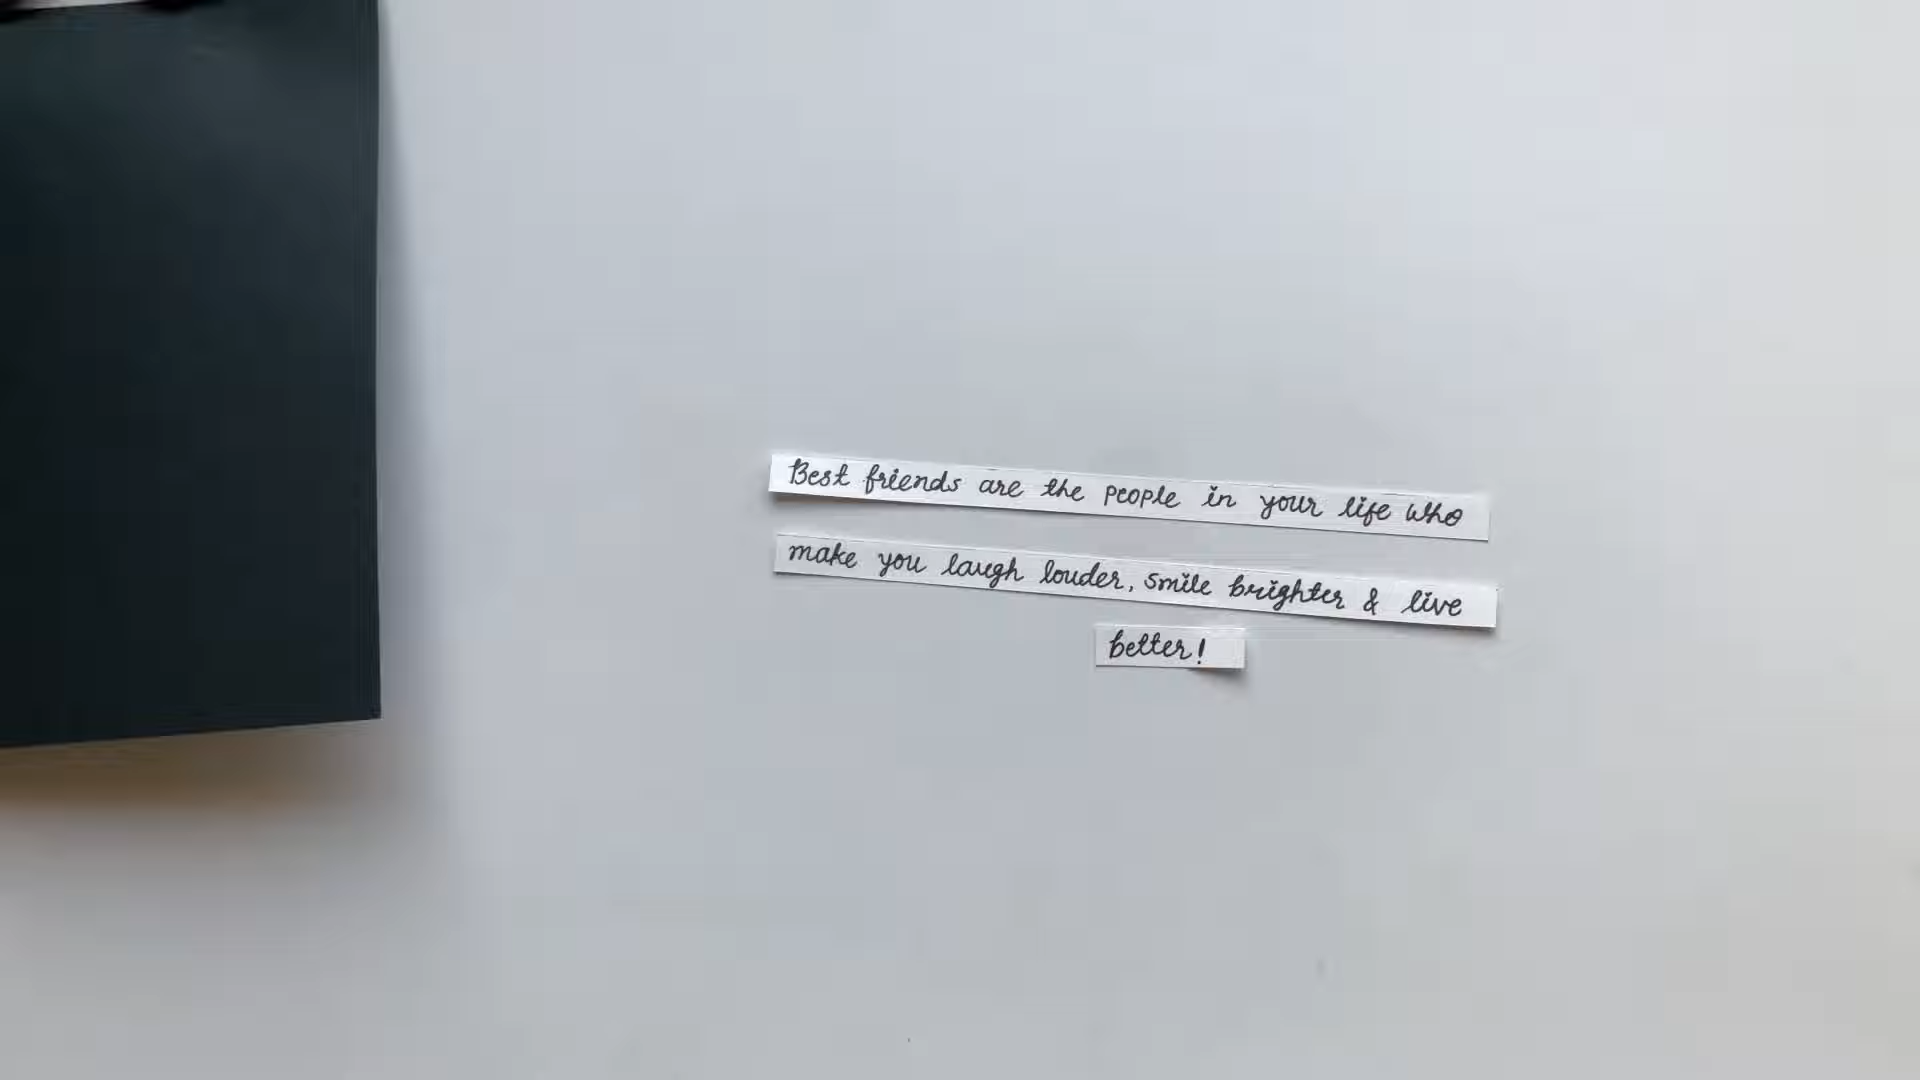 Best friends are the people in your life who
make you laugh louder, smile brighter & live
better!